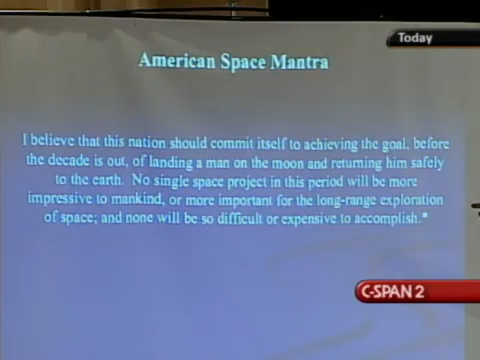 Today
American Space Mantra
I believe that this nation should commit itself to achieving the goal, before
the decade is out, of landing a man on the moon and returning him safely
to the earth. No single space project in this period will be more
impressive to mankind, or more important for the long-range exploration
of space; and none will be so difficult or expensive to accomplish.*
C-SPAN 2